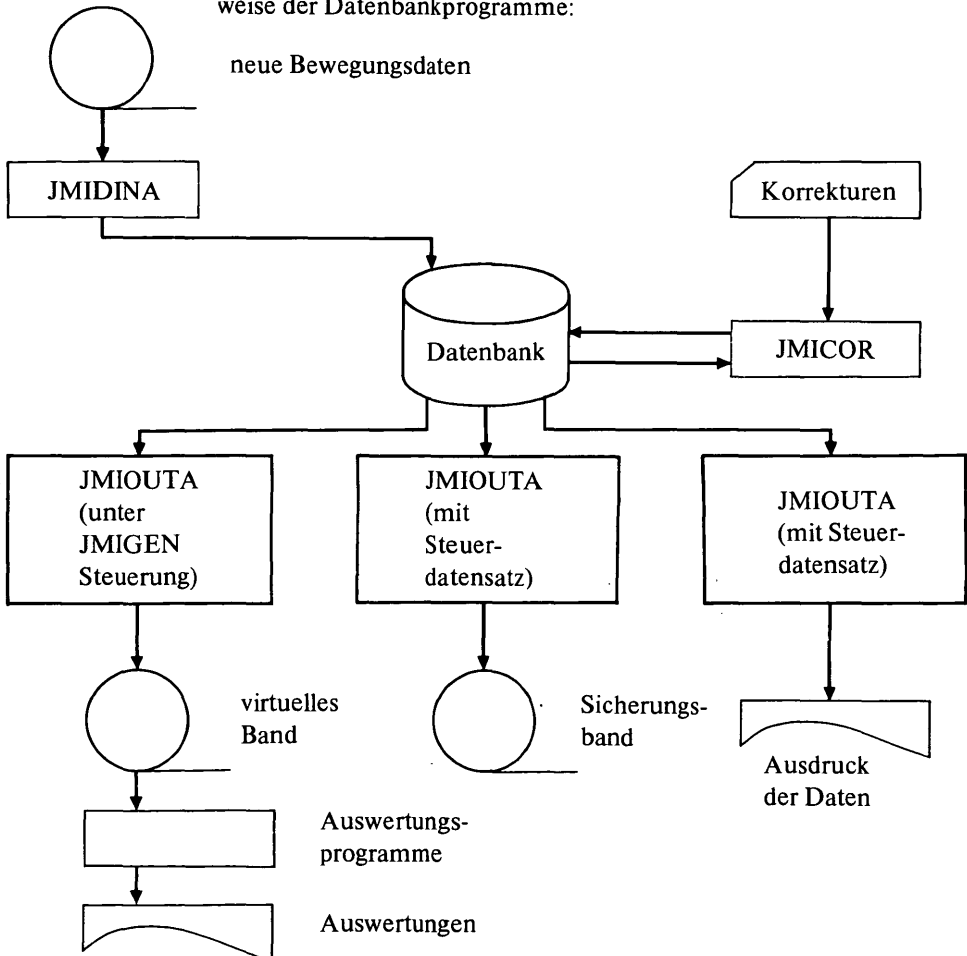 weise der Datenbankprogramme:
neue Bewegungsdaten
JMIDINA
Korrekturen
Datenbank
JMICOR
JMIOUTA
(unter
JMIGEN
Steuerung)
JMIOUTA
(mit
Steuer-
datensatz)
JMIOUTA
(mit Steuer-
datensatz)
virtuelles
Band
Sicherungs-
band
Ausdruck
der Daten
Auswertungs-
programme
Auswertungen